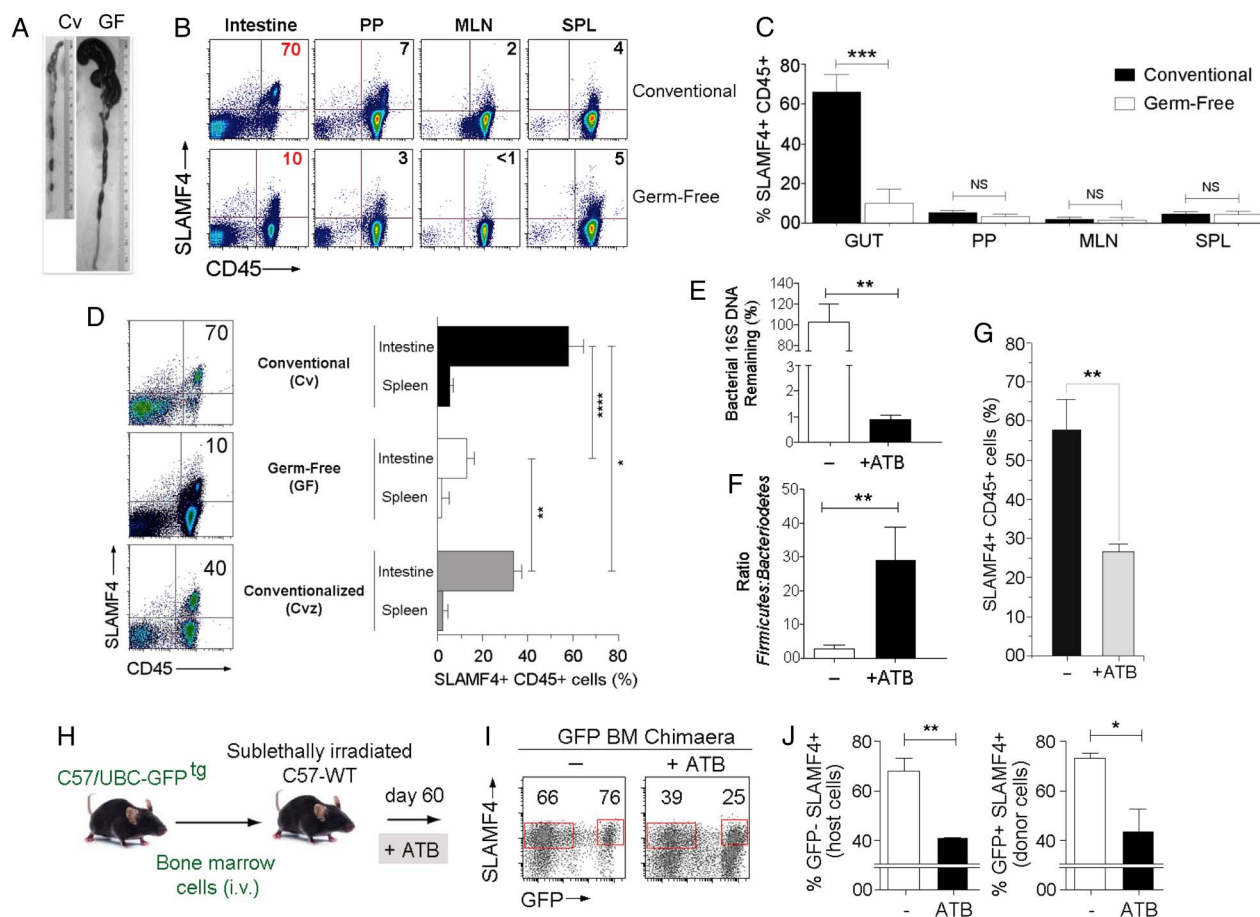 A
Cv GF
B
Intestine PP MLN SPL
70 7 2 4
Conventional
10 3 <1 5
Germ-Free
SLAMF4
CD45
C
% SLAMF4+ CD45+
80
60
40
20
00
***
NS
NS
NS
Conventional
Germ-Free
GUT PP MLN SPL
D
70
10
40
SLAMF4
CD45
Conventional
(Cv)
Germ-Free
(GF)
Conventionalized
(Cvz)
Intestine
Spleen
Intestine
Spleen
Intestine
Spleen
****
**
*
0 20 40 60 80
SLAMF4+ CD45+ cells (%)
E
Bacterial 16S DNA
Remaining (%)
140
120
100
80
3
2
1
0
**
– +ATB
F
Ratio
Firmicutes:Bacteriodetes
50
40
30
20
10
00
**
– +ATB
G
SLAMF4+ CD45+ cells (%)
80
70
60
50
40
30
20
10
00
**
– +ATB
H
C57/UBC-GFPtg
Bone marrow
cells (i.v.)
Sublethally irradiated
C57-WT
day 60
+ ATB
I
GFP BM Chimaera
– + ATB
66 76 39 25
SLAMF4
GFP
J
% GFP- SLAMF4+
(host cells)
80
60
40
00
**
- ATB
% GFP+ SLAMF4+
(donor cells)
80
60
40
00
*
- ATB